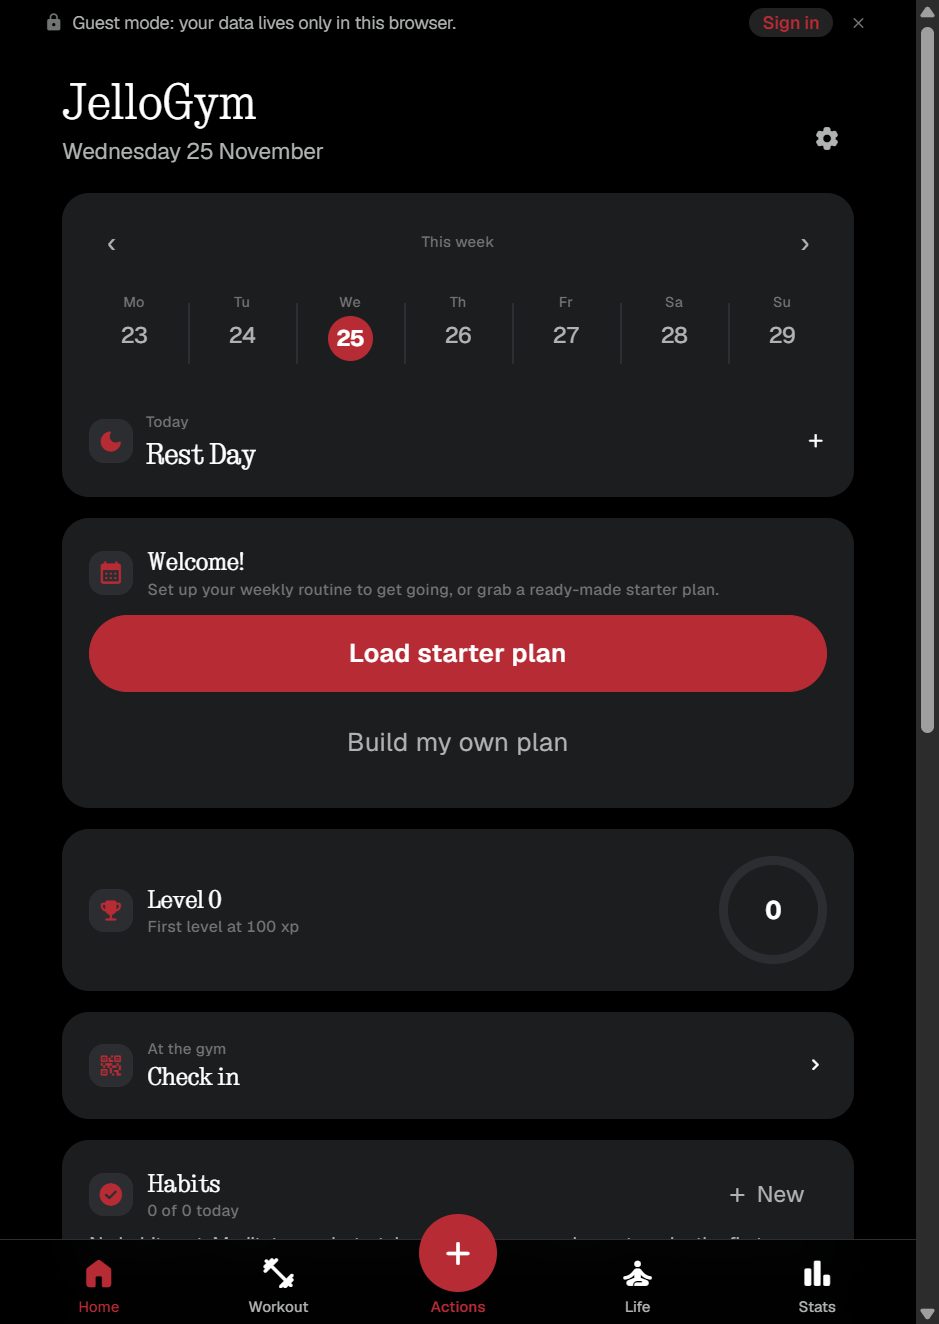 Guest mode: your data lives only in this browser.
Sign in
JelloGym
Wednesday 25 November
This week
Mo Tu We Th Fr Sa Su
23 24 25 26 27 28 29
Today
Rest Day
Welcome!
Set up your weekly routine to get going, or grab a ready-made starter plan.
Load starter plan
Build my own plan
Level 0
First level at 100 xp
0
At the gym
Check in
Habits
0 of 0 today
+ New
Home Workout Actions Life Stats